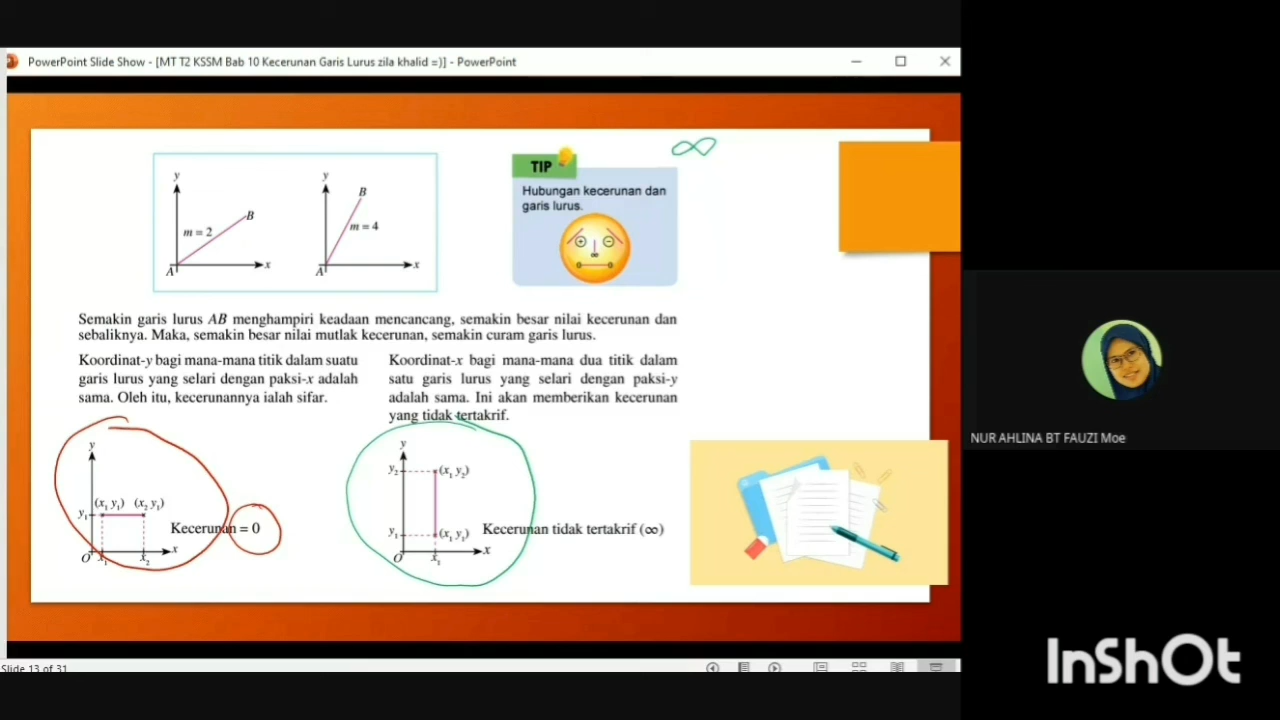 PowerPoint Slide Show - [MT T2 KSSM Bab 10 Kecerunan Garis Lurus zila khalid =)] - PowerPoint
∞
y
B
m = 2
A
x
y
B
m = 4
A
x
TIP
Hubungan kecerunan dan
garis lurus.
+
−
∞
0
0
Semakin garis lurus AB menghampiri keadaan mencancang, semakin besar nilai kecerunan dan
sebaliknya. Maka, semakin besar nilai mutlak kecerunan, semakin curam garis lurus.
Koordinat-y bagi mana-mana titik dalam suatu
garis lurus yang selari dengan paksi-x adalah
sama. Oleh itu, kecerunannya ialah sifar.
Koordinat-x bagi mana-mana dua titik dalam
satu garis lurus yang selari dengan paksi-y
adalah sama. Ini akan memberikan kecerunan
yang tidak tertakrif.
y
(x₁ y₁) (x₂ y₁)
y₁
O x₁ x₂ x
Kecerunan = 0
y
y₂ (x₁ y₂)
y₁ (x₁ y₁)
O x₁ x
Kecerunan tidak tertakrif (∞)
Slide 13 of 31
NUR AHLINA BT FAUZI Moe
InShOt